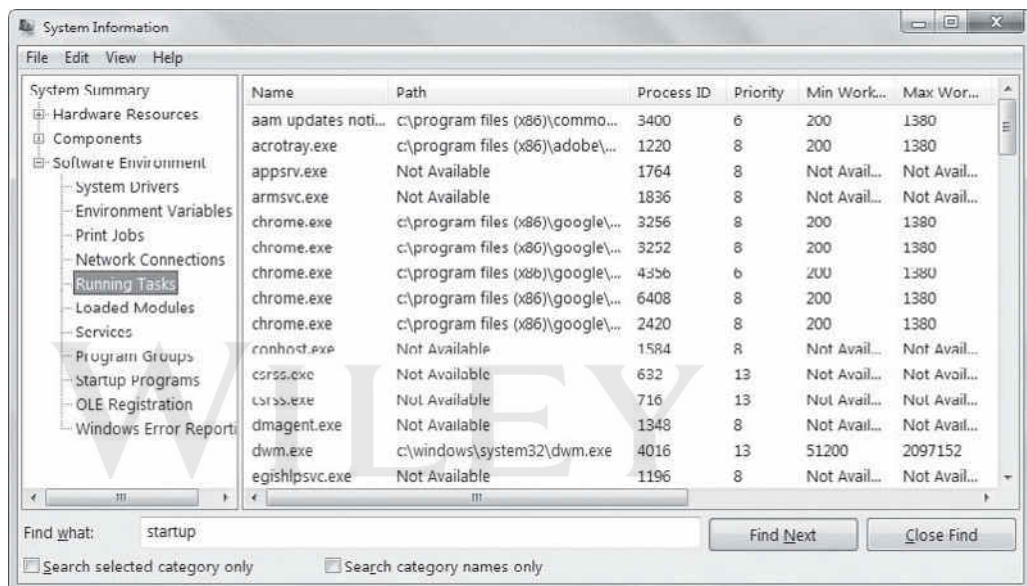 System Information
File Edit View Help
System Summary
Hardware Resources
Components
Software Environment
System Drivers
Environment Variables
Print Jobs
Network Connections
Running Tasks
Loaded Modules
Services
Program Groups
Startup Programs
OLE Registration
Windows Error Reporti
Name Path Process ID Priority Min Work... Max Wor...
aam updates noti... c:\program files (x86)\commo... 3400 6 200 1380
acrotray.exe c:\program files (x86)\adobe\... 1220 8 200 1380
appsrv.exe Not Available 1764 8 Not Avail... Not Avail...
armsvc.exe Not Available 1836 8 Not Avail... Not Avail...
chrome.exe c:\program files (x86)\google\... 3256 8 200 1380
chrome.exe c:\program files (x86)\google\... 3252 8 200 1380
chrome.exe c:\program files (x86)\google\... 4356 6 200 1380
chrome.exe c:\program files (x86)\google\... 6408 8 200 1380
chrome.exe c:\program files (x86)\google\... 2420 8 200 1380
conhost.exe Not Available 1584 8 Not Avail... Not Avail...
csrss.exe Not Available 632 13 Not Avail... Not Avail...
csrss.exe Not Available 716 13 Not Avail... Not Avail...
dmagent.exe Not Available 1348 8 Not Avail... Not Avail...
dwm.exe c:\windows\system32\dwm.exe 4016 13 51200 2097152
egishlpsvc.exe Not Available 1196 8 Not Avail... Not Avail...
WILEY
Find what: startup Find Next Close Find
Search selected category only Search category names only